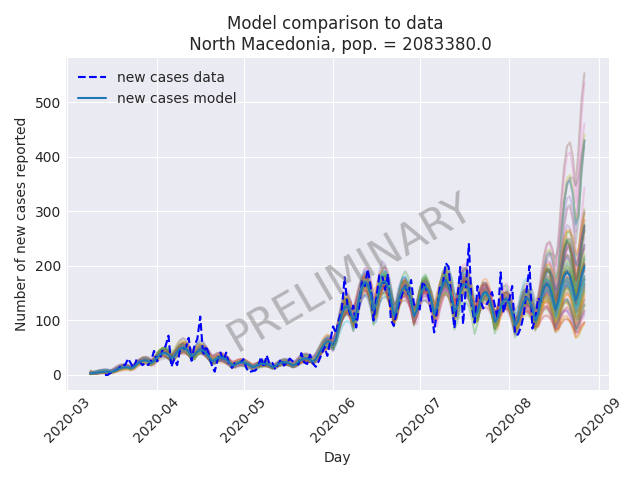 Model comparison to data
North Macedonia, pop. = 2083380.0
new cases data
new cases model
PRELIMINARY
Number of new cases reported
500
400
300
200
100
0
2020-03
2020-04
2020-05
2020-06
2020-07
2020-08
2020-09
Day